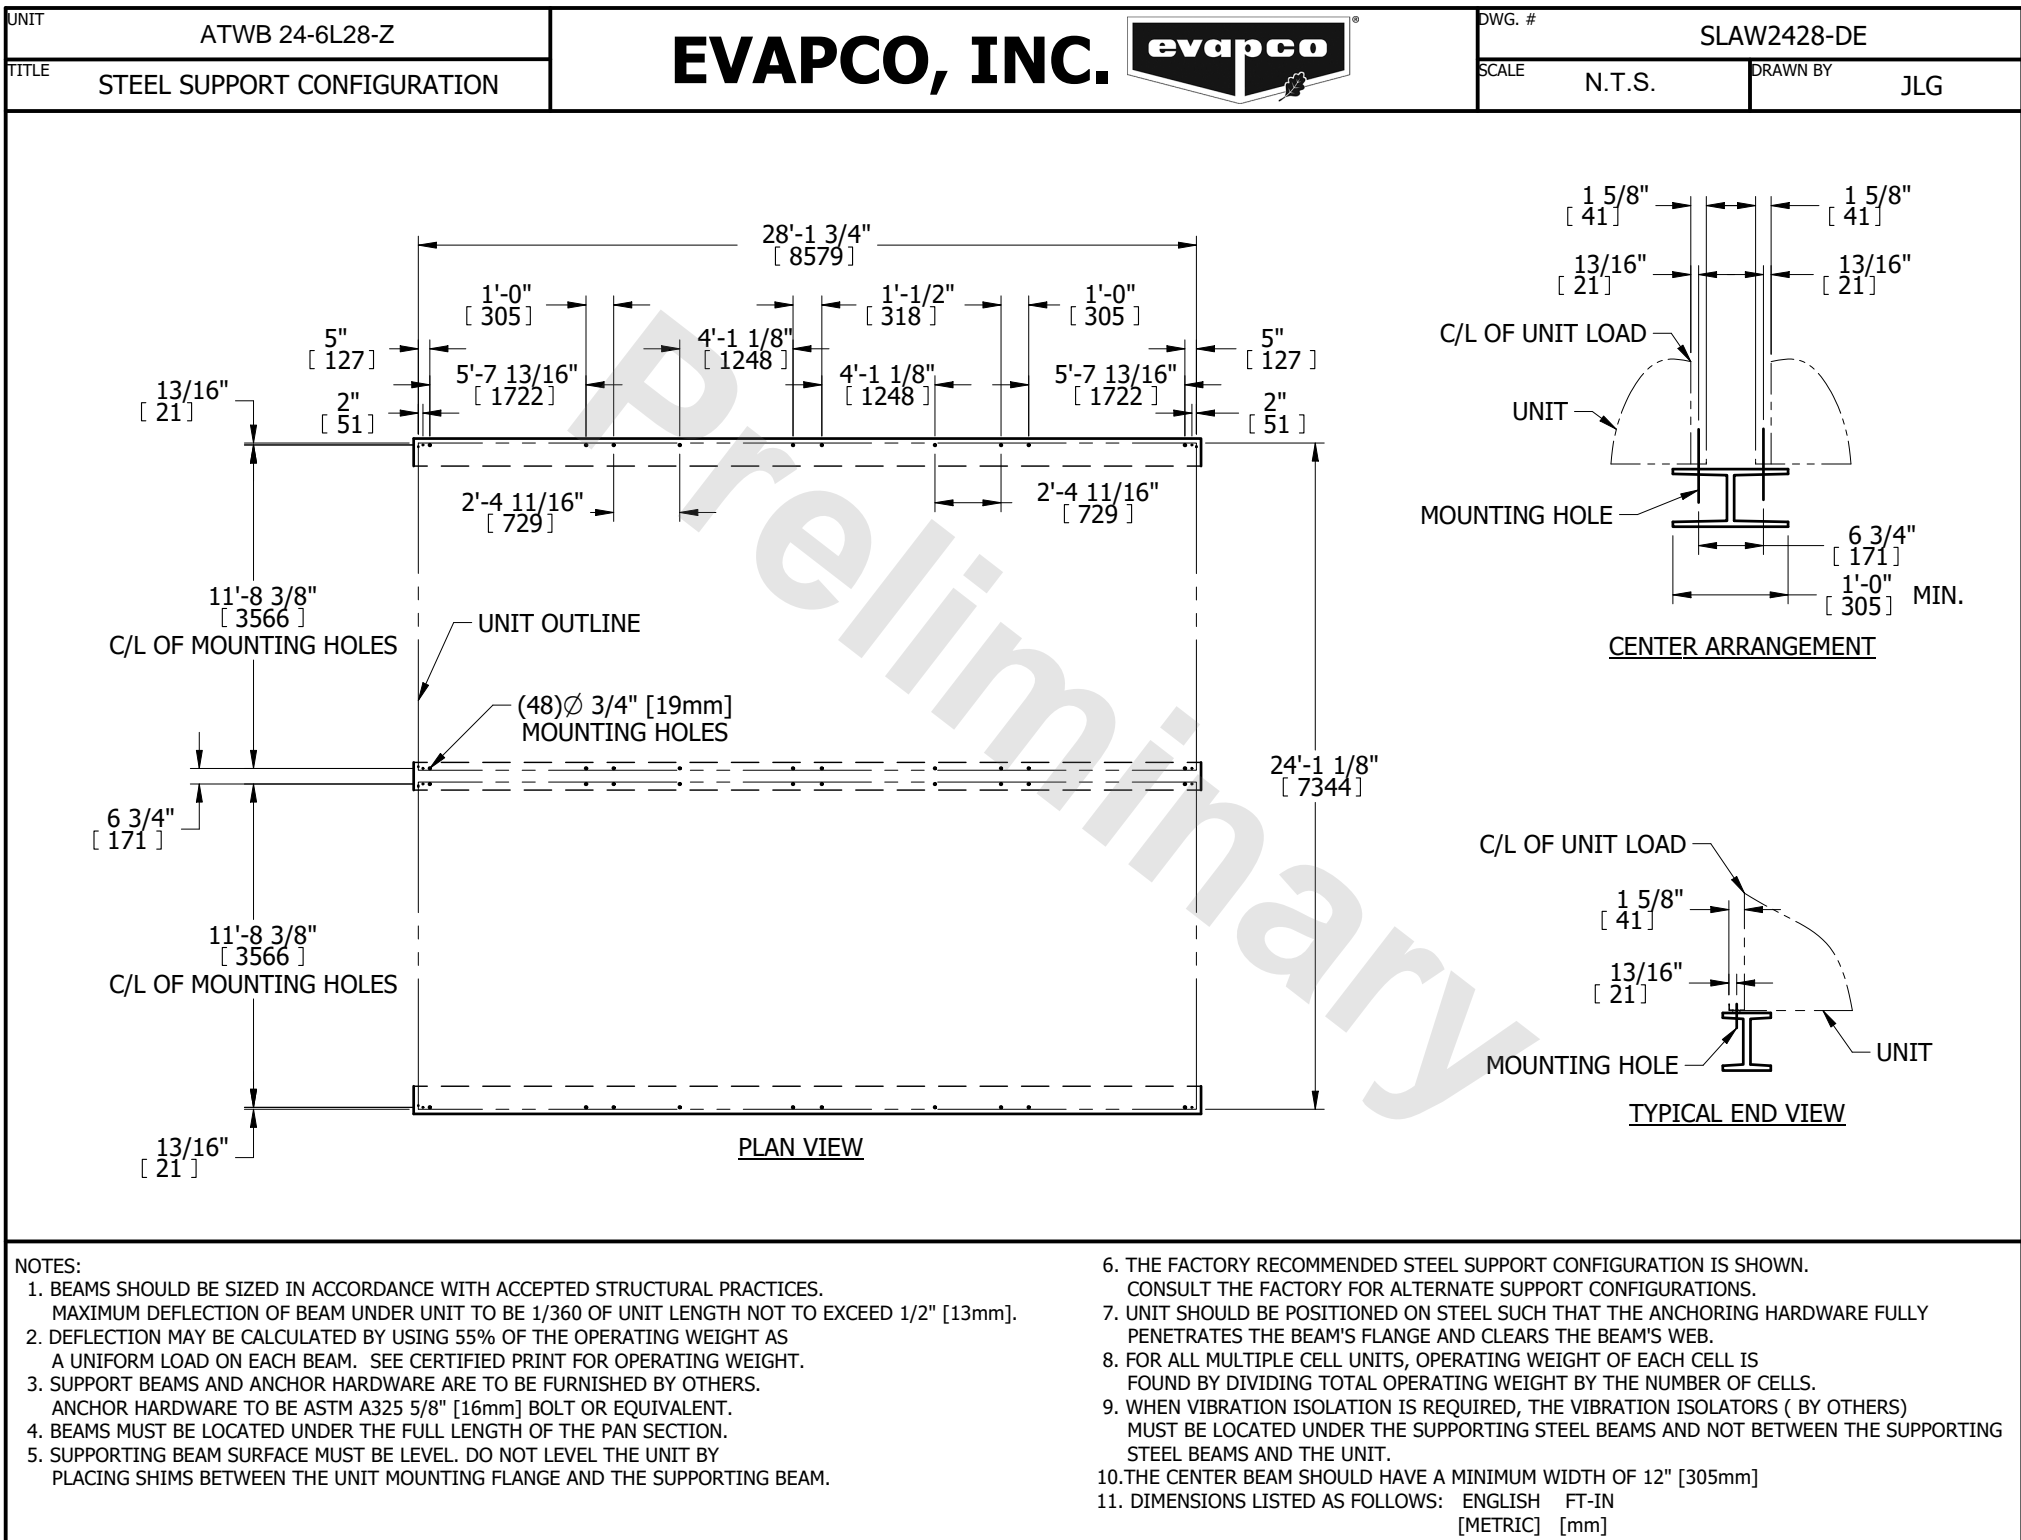 UNIT
ATWB 24-6L28-Z
TITLE
STEEL SUPPORT CONFIGURATION
EVAPCO, INC.
evapco
®
DWG. #
SLAW2428-DE
SCALE
N.T.S.
DRAWN BY
JLG
28'-1 3/4"
[ 8579 ]
1'-0"
[ 305 ]
1'-1/2"
[ 318 ]
1'-0"
[ 305 ]
5"
[ 127 ]
4'-1 1/8"
[ 1248 ]
5"
[ 127 ]
5'-7 13/16"
[ 1722 ]
4'-1 1/8"
[ 1248 ]
5'-7 13/16"
[ 1722 ]
13/16"
[ 21 ]
2"
[ 51 ]
2"
[ 51 ]
2'-4 11/16"
[ 729 ]
2'-4 11/16"
[ 729 ]
11'-8 3/8"
[ 3566 ]
C/L OF MOUNTING HOLES
UNIT OUTLINE
(48)Ø 3/4" [19mm]
MOUNTING HOLES
6 3/4"
[ 171 ]
24'-1 1/8"
[ 7344 ]
11'-8 3/8"
[ 3566 ]
C/L OF MOUNTING HOLES
13/16"
[ 21 ]
PLAN VIEW
Preliminary
1 5/8"
[ 41 ]
1 5/8"
[ 41 ]
13/16"
[ 21 ]
13/16"
[ 21 ]
C/L OF UNIT LOAD
UNIT
MOUNTING HOLE
6 3/4"
[ 171 ]
1'-0"
[ 305 ] MIN.
CENTER ARRANGEMENT
C/L OF UNIT LOAD
1 5/8"
[ 41 ]
13/16"
[ 21 ]
MOUNTING HOLE
UNIT
TYPICAL END VIEW
NOTES:
1. BEAMS SHOULD BE SIZED IN ACCORDANCE WITH ACCEPTED STRUCTURAL PRACTICES.
MAXIMUM DEFLECTION OF BEAM UNDER UNIT TO BE 1/360 OF UNIT LENGTH NOT TO EXCEED 1/2" [13mm].
2. DEFLECTION MAY BE CALCULATED BY USING 55% OF THE OPERATING WEIGHT AS
A UNIFORM LOAD ON EACH BEAM. SEE CERTIFIED PRINT FOR OPERATING WEIGHT.
3. SUPPORT BEAMS AND ANCHOR HARDWARE ARE TO BE FURNISHED BY OTHERS.
ANCHOR HARDWARE TO BE ASTM A325 5/8" [16mm] BOLT OR EQUIVALENT.
4. BEAMS MUST BE LOCATED UNDER THE FULL LENGTH OF THE PAN SECTION.
5. SUPPORTING BEAM SURFACE MUST BE LEVEL. DO NOT LEVEL THE UNIT BY
PLACING SHIMS BETWEEN THE UNIT MOUNTING FLANGE AND THE SUPPORTING BEAM.
6. THE FACTORY RECOMMENDED STEEL SUPPORT CONFIGURATION IS SHOWN.
CONSULT THE FACTORY FOR ALTERNATE SUPPORT CONFIGURATIONS.
7. UNIT SHOULD BE POSITIONED ON STEEL SUCH THAT THE ANCHORING HARDWARE FULLY
PENETRATES THE BEAM'S FLANGE AND CLEARS THE BEAM'S WEB.
8. FOR ALL MULTIPLE CELL UNITS, OPERATING WEIGHT OF EACH CELL IS
FOUND BY DIVIDING TOTAL OPERATING WEIGHT BY THE NUMBER OF CELLS.
9. WHEN VIBRATION ISOLATION IS REQUIRED, THE VIBRATION ISOLATORS ( BY OTHERS)
MUST BE LOCATED UNDER THE SUPPORTING STEEL BEAMS AND NOT BETWEEN THE SUPPORTING
STEEL BEAMS AND THE UNIT.
10.THE CENTER BEAM SHOULD HAVE A MINIMUM WIDTH OF 12" [305mm]
11. DIMENSIONS LISTED AS FOLLOWS: ENGLISH FT-IN
[METRIC] [mm]